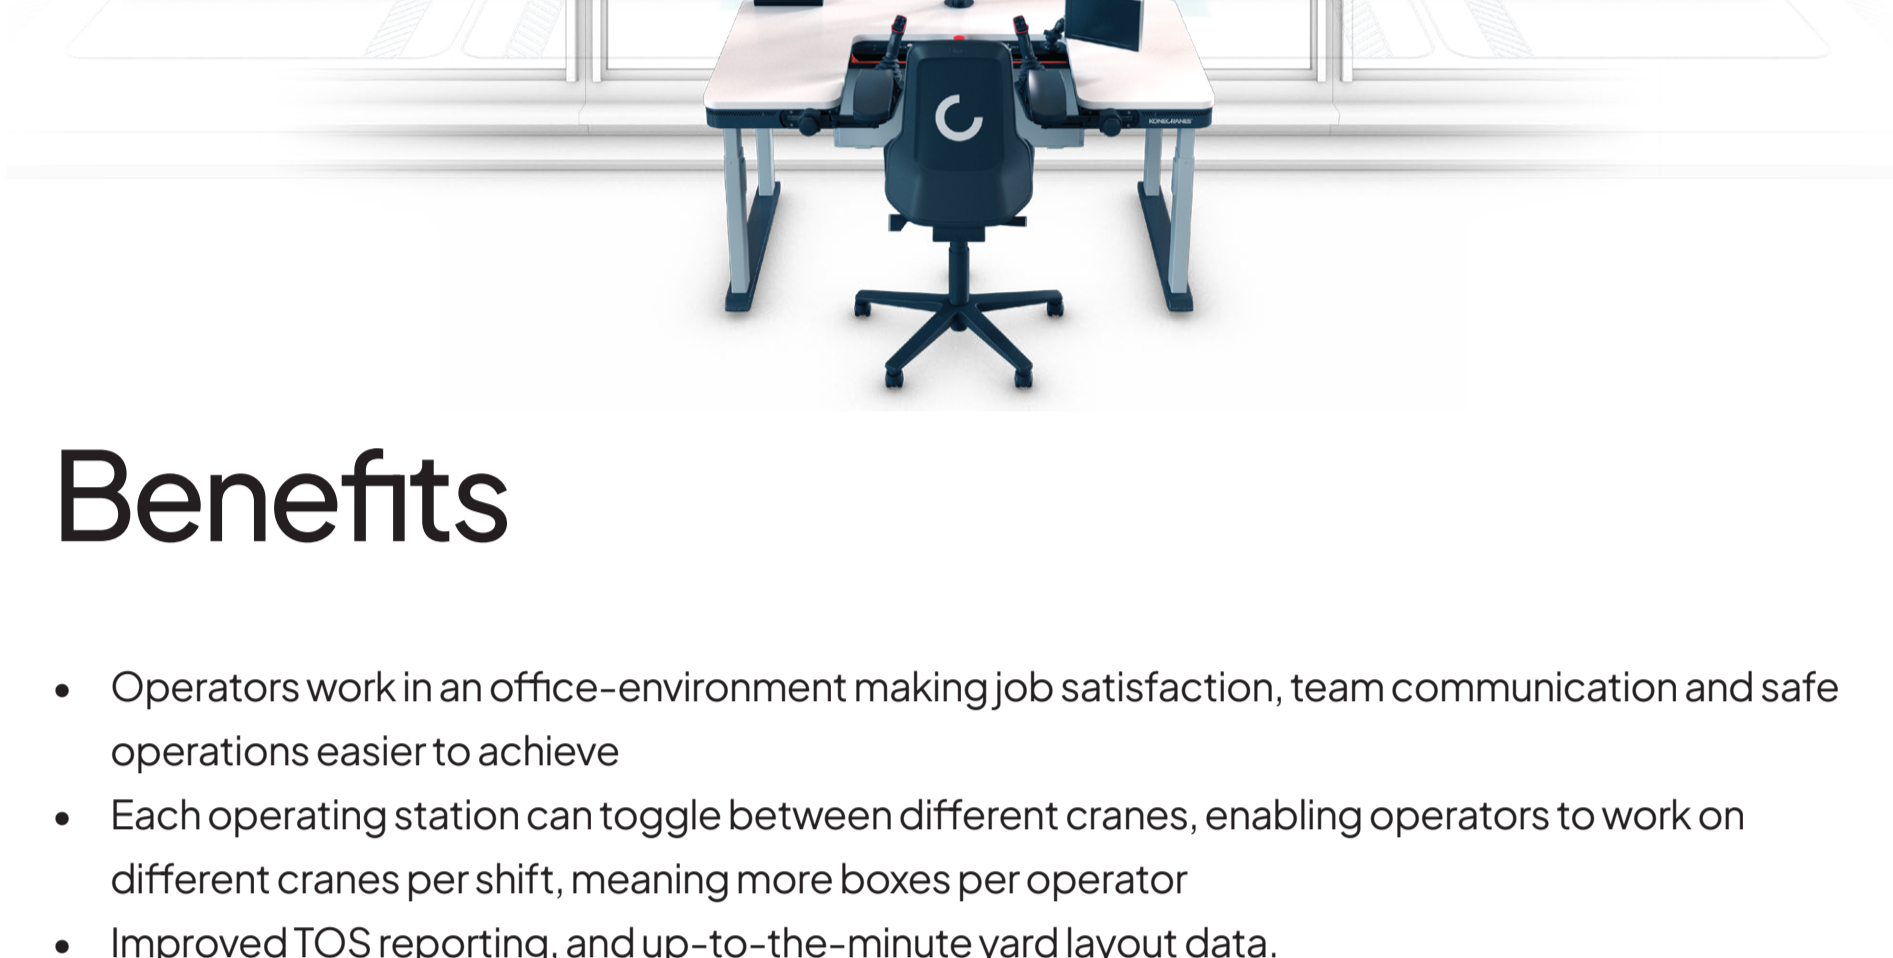 KONECRANES
Benefits
• Operators work in an office-environment making job satisfaction, team communication and safe
operations easier to achieve
• Each operating station can toggle between different cranes, enabling operators to work on
different cranes per shift, meaning more boxes per operator
• Improved TOS reporting, and up-to-the-minute yard layout data.